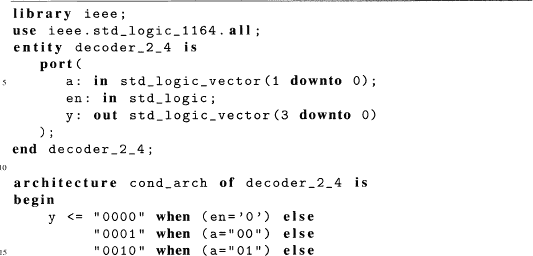 library ieee;
use ieee.std_logic_1164.all;
entity decoder_2_4 is
port(
5 a: in std_logic_vector(1 downto 0);
en: in std_logic;
y: out std_logic_vector(3 downto 0)
);
end decoder_2_4;
10
architecture cond_arch of decoder_2_4 is
begin
y <= "0000" when (en='0') else
"0001" when (a="00") else
15 "0010" when (a="01") else